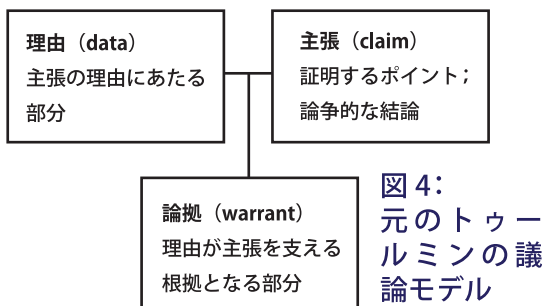 理由（data）
主張の理由にあたる
部分
主張（claim）
証明するポイント；
論争的な結論
論拠（warrant）
理由が主張を支える
根拠となる部分
図 4：
元のトゥー
ルミンの議
論モデル